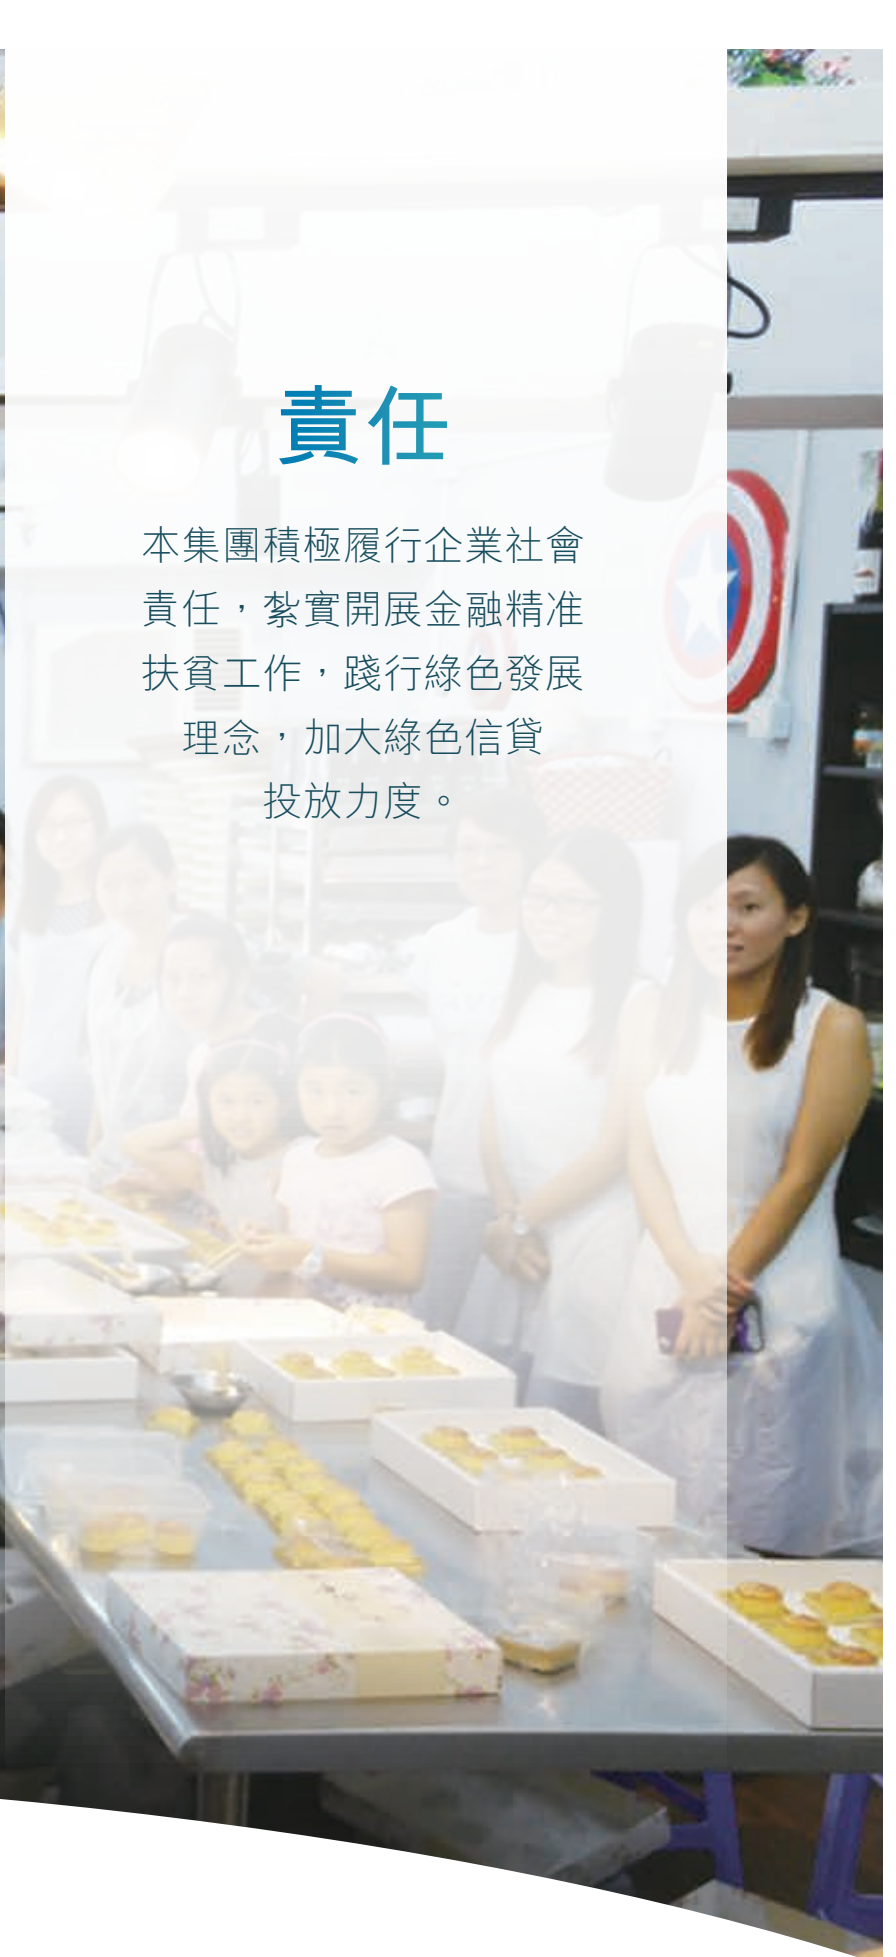 責任
本集團積極履行企業社會
責任，紮實開展金融精准
扶貧工作，踐行綠色發展
理念，加大綠色信貸
投放力度。